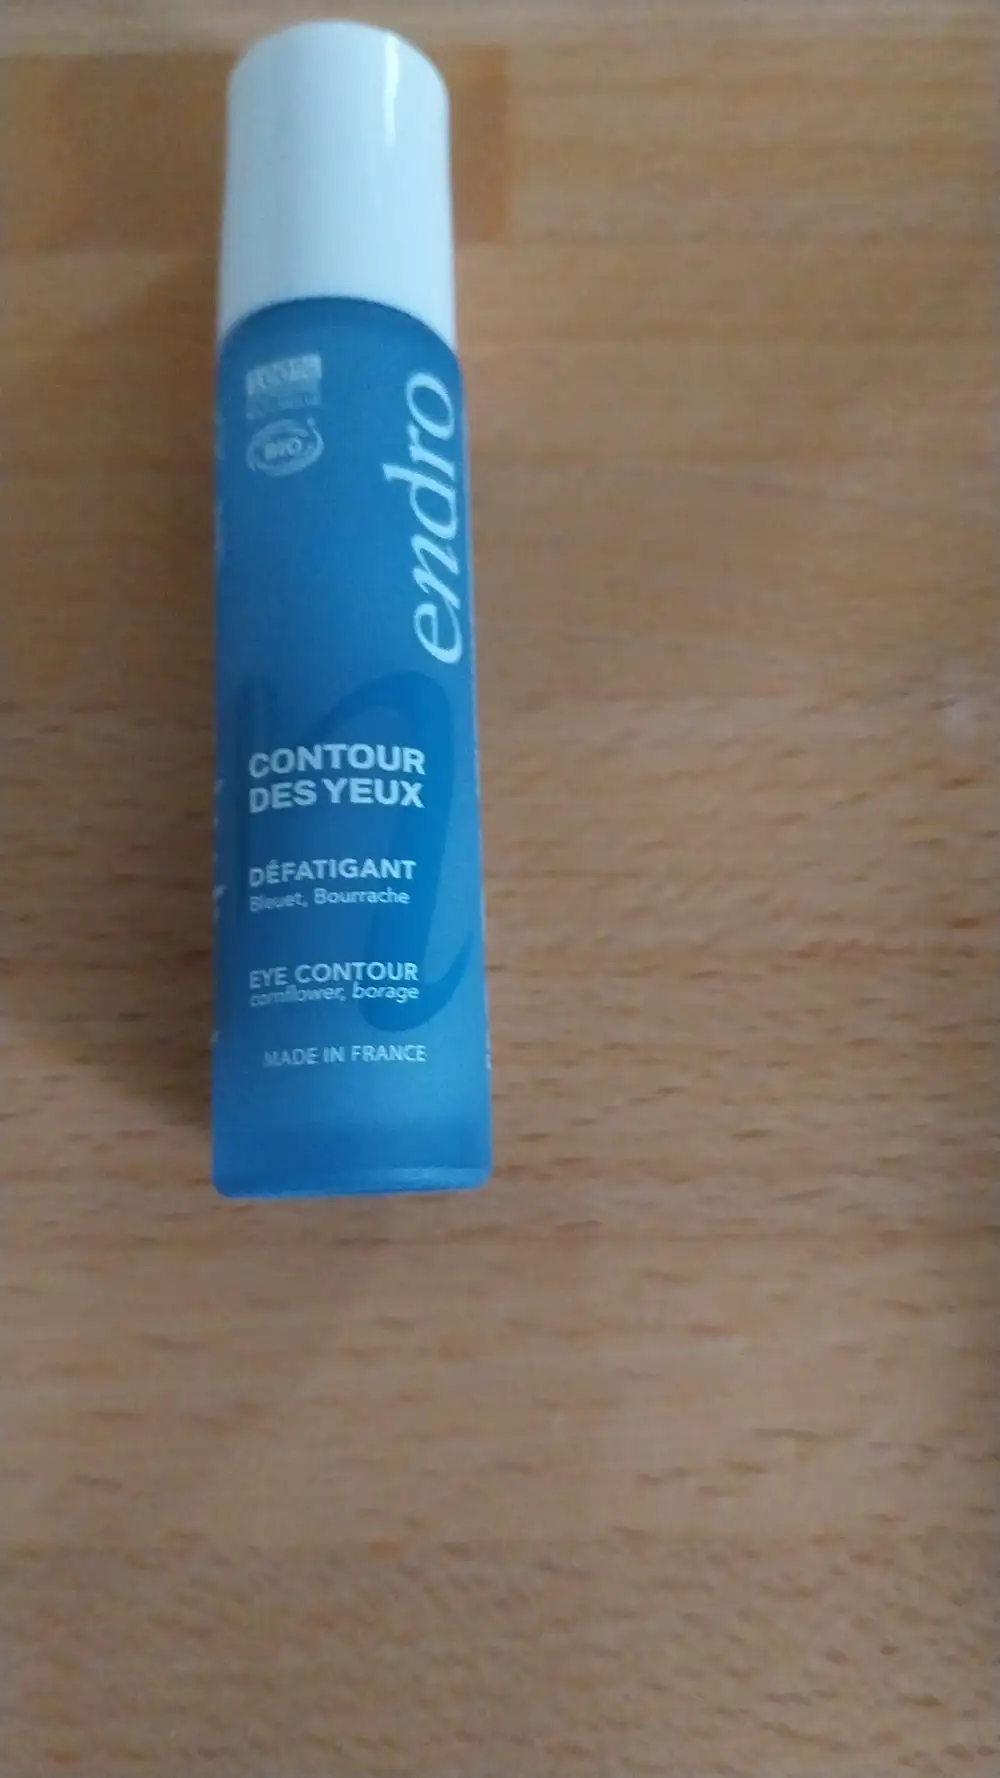 BIO
endro
CONTOUR
DES YEUX
DÉFATIGANT
Bleuet, Bourrache
EYE CONTOUR
cornflower, borage
MADE IN FRANCE